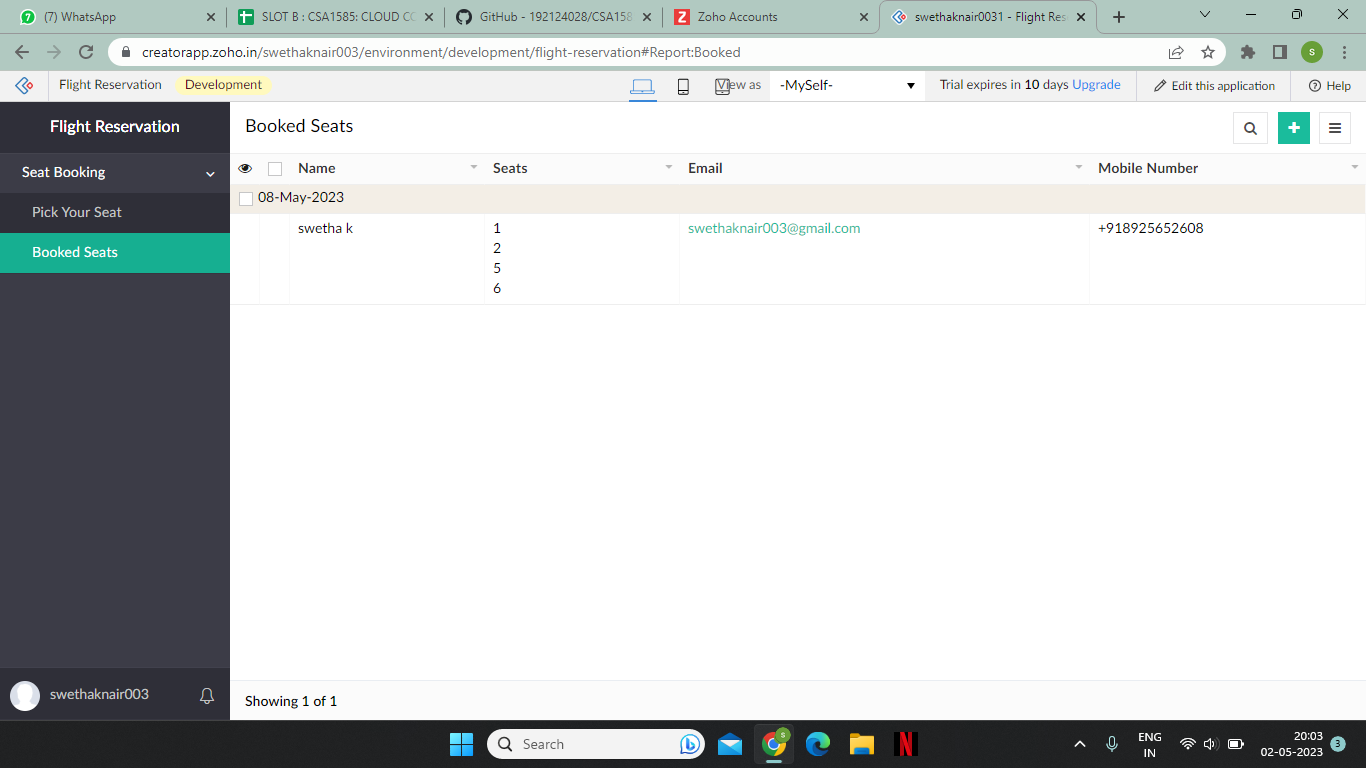 (7) WhatsApp
SLOT B : CSA1585: CLOUD CC
GitHub - 192124028/CSA158
Zoho Accounts
swethaknair0031 - Flight Res
creatorapp.zoho.in/swethaknair003/environment/development/flight-reservation#Report:Booked
S
Flight Reservation
Development
View as
-MySelf-
Trial expires in 10 days Upgrade
Edit this application
Help
Flight Reservation
Seat Booking
Pick Your Seat
Booked Seats
swethaknair003
Booked Seats
Name
Seats
Email
Mobile Number
08-May-2023
swetha k
1
2
5
6
swethaknair003@gmail.com
+918925652608
Showing 1 of 1
Search
S
N
ENG
IN
20:03
02-05-2023
3